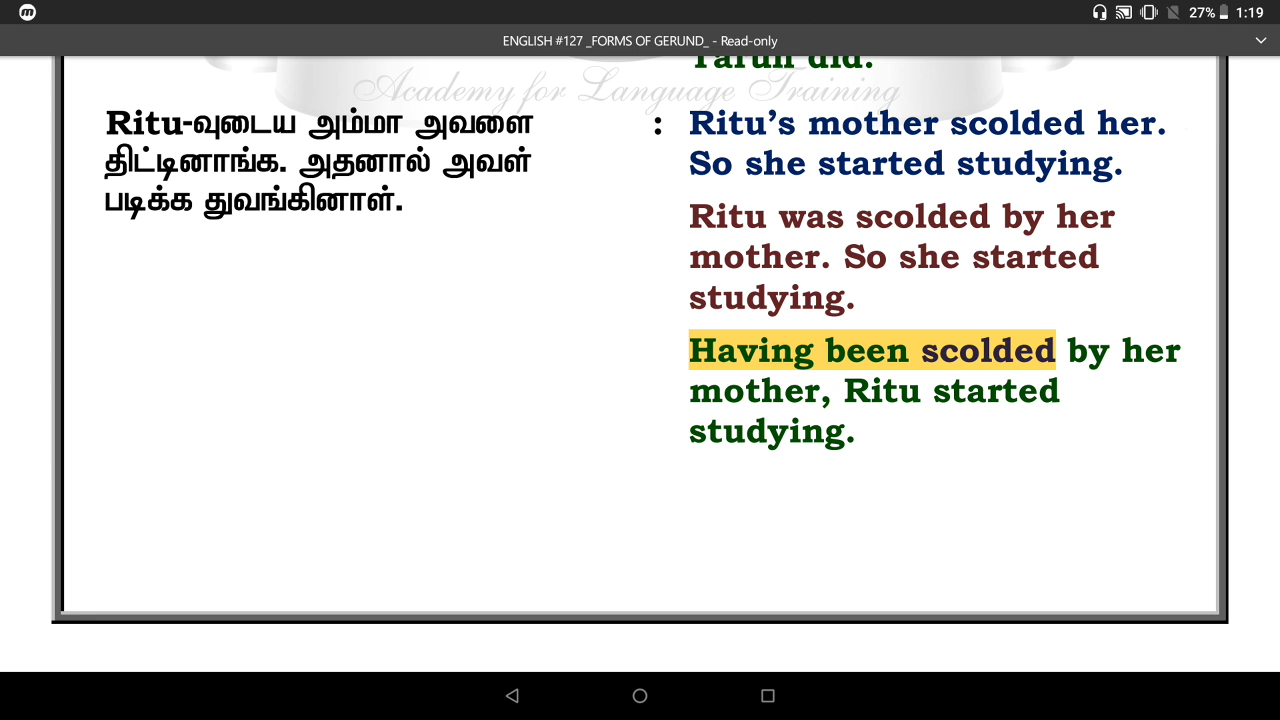 27% 1:19
ENGLISH #127 _FORMS OF GERUND_ - Read-only
Tarun did.
Academy for Language Training
Ritu-வுடைய அம்மா அவளை : Ritu's mother scolded her.
திட்டினாங்க. அதனால் அவள் So she started studying.
படிக்க துவங்கினாள்.
Ritu was scolded by her
mother. So she started
studying.
Having been scolded by her
mother, Ritu started
studying.